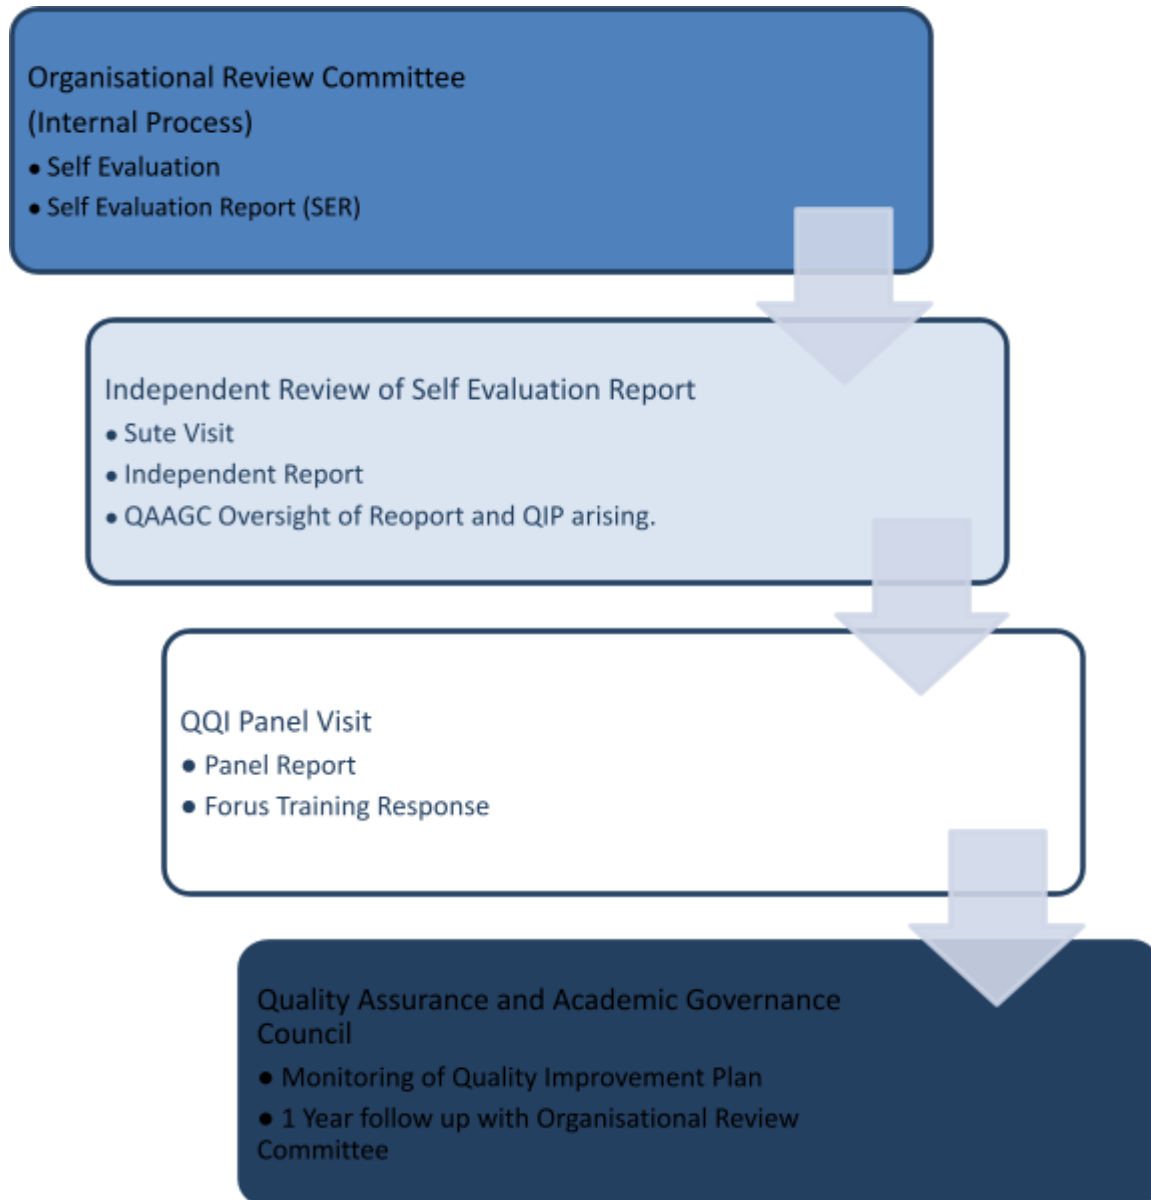 Organisational Review Committee
(Internal Process)
● Self Evaluation
● Self Evaluation Report (SER)
Independent Review of Self Evaluation Report
● Sute Visit
● Independent Report
● QAAGC Oversight of Reoport and QIP arising.
QQI Panel Visit
● Panel Report
● Forus Training Response
Quality Assurance and Academic Governance
Council
● Monitoring of Quality Improvement Plan
● 1 Year follow up with Organisational Review
Committee